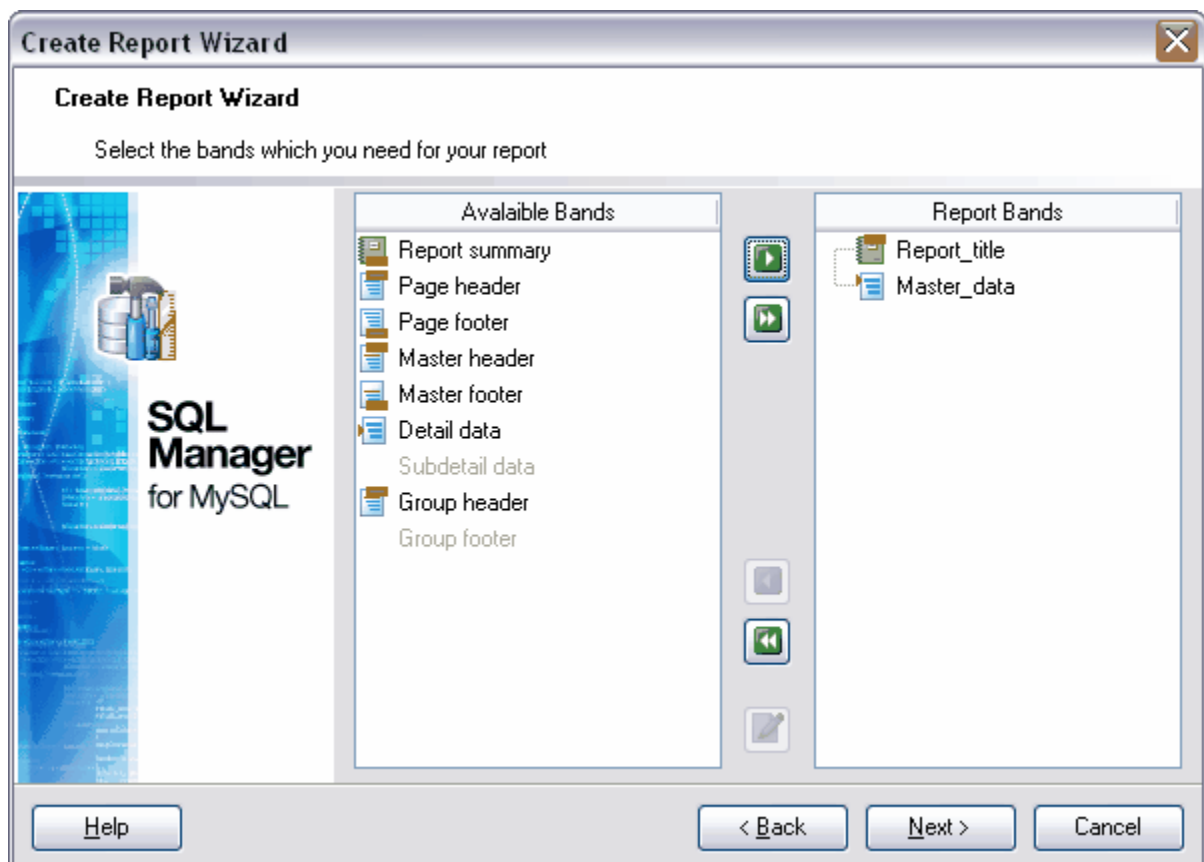 Create Report Wizard
Create Report Wizard
Select the bands which you need for your report
SQL
Manager
for MySQL
Avalaible Bands
Report summary
Page header
Page footer
Master header
Master footer
Detail data
Subdetail data
Group header
Group footer
Report Bands
Report_title
Master_data
Help
< Back
Next >
Cancel